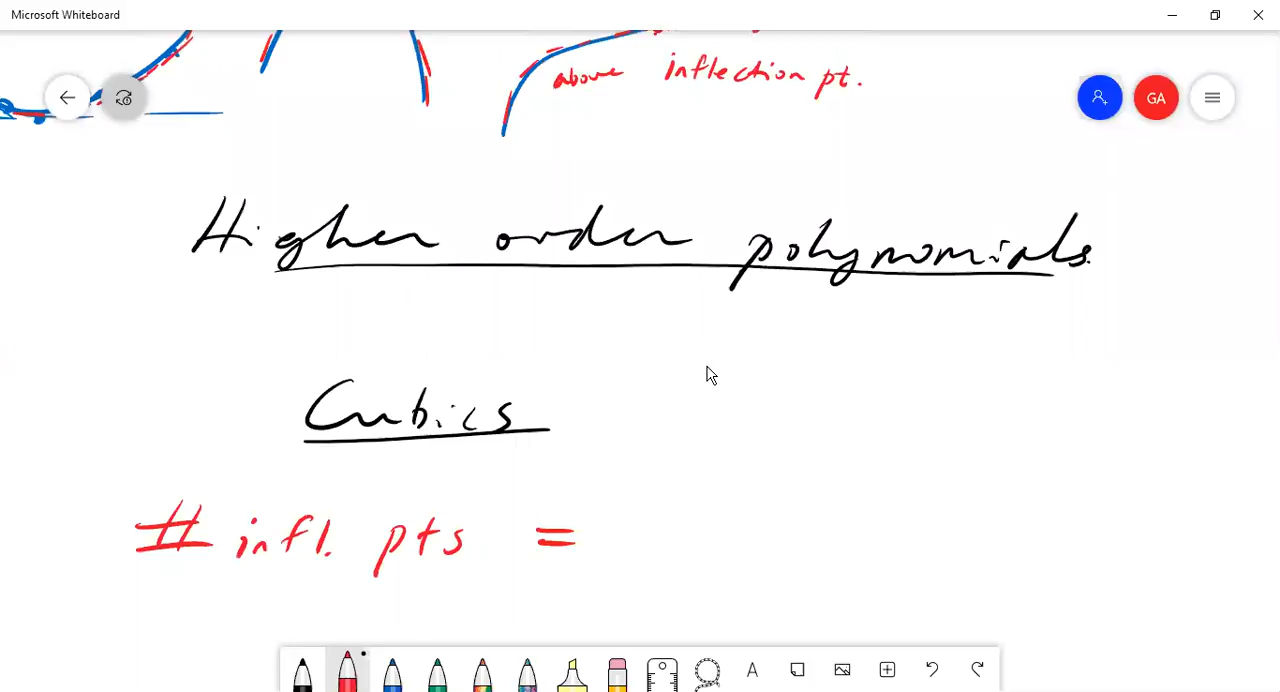 Microsoft Whiteboard
above inflection pt.
GA
Higher order polynomials.
Cubics
# infl. pts =
A